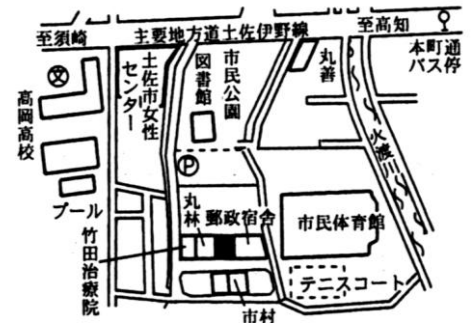 主要地方道土佐伊野線
至須崎
至高知
本町通
バス停
文
高岡高校
土佐市女性
センター
図書館
市民公園
丸善
火渡川
P
プール
丸林
郵政宿舎
市民体育館
竹田治療院
テニスコート
市村